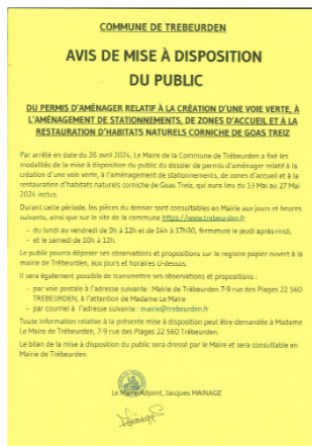 COMMUNE DE TREBEURDEN
AVIS DE MISE À DISPOSITION
DU PUBLIC
DU PERMIS D'AMÉNAGER RELATIF À LA CRÉATION D'UNE VOIE VERTE, À
L'AMÉNAGEMENT DE STATIONNEMENTS, DE ZONES D'ACCUEIL ET À LA
RESTAURATION D'HABITATS NATURELS CORNICHE DE GOAS TREIZ
Par arrêté en date du 26 avril 2024, Le Maire de la Commune de Trébeurden a fixé les
modalités de la mise à disposition du public du dossier de permis d'aménager relatif à la
création d'une voie verte, à l'aménagement de stationnements, de zones d'accueil et à la
restauration d'habitats naturels corniche de Goas Treiz, qui aura lieu du 13 Mai au 27 Mai
2024 inclus.
Durant cette période, les pièces du dossier sont consultables en Mairie aux jours et heures
suivants, ainsi que sur le site de la commune https://www.trebeurden.fr
- du lundi au vendredi de 9h à 12h et de 14h à 17h30, fermeture le jeudi après-midi,
- et le samedi de 10h à 12h.
Le public pourra déposer ses observations et propositions sur le registre papier ouvert à la
mairie de Trébeurden, aux jours et horaires ci-dessus.
Il sera également possible de transmettre ses observations et propositions :
- par voie postale à l'adresse suivante : Mairie de Trébeurden 7-9 rue des Plages 22 560
TREBEURDEN, à l'attention de Madame Le Maire
- par courriel à l'adresse suivante : mairie@trebeurden.fr
Toute information relative à la présente mise à disposition peut être demandée à Madame
Le Maire de Trébeurden, 7-9 rue des Plages 22 560 TREBEURDEN.
Le bilan de la mise à disposition du public sera dressé par le Maire et sera consultable en
Mairie de Trébeurden.
Le Maire Adjoint, Jacques MAINAGE